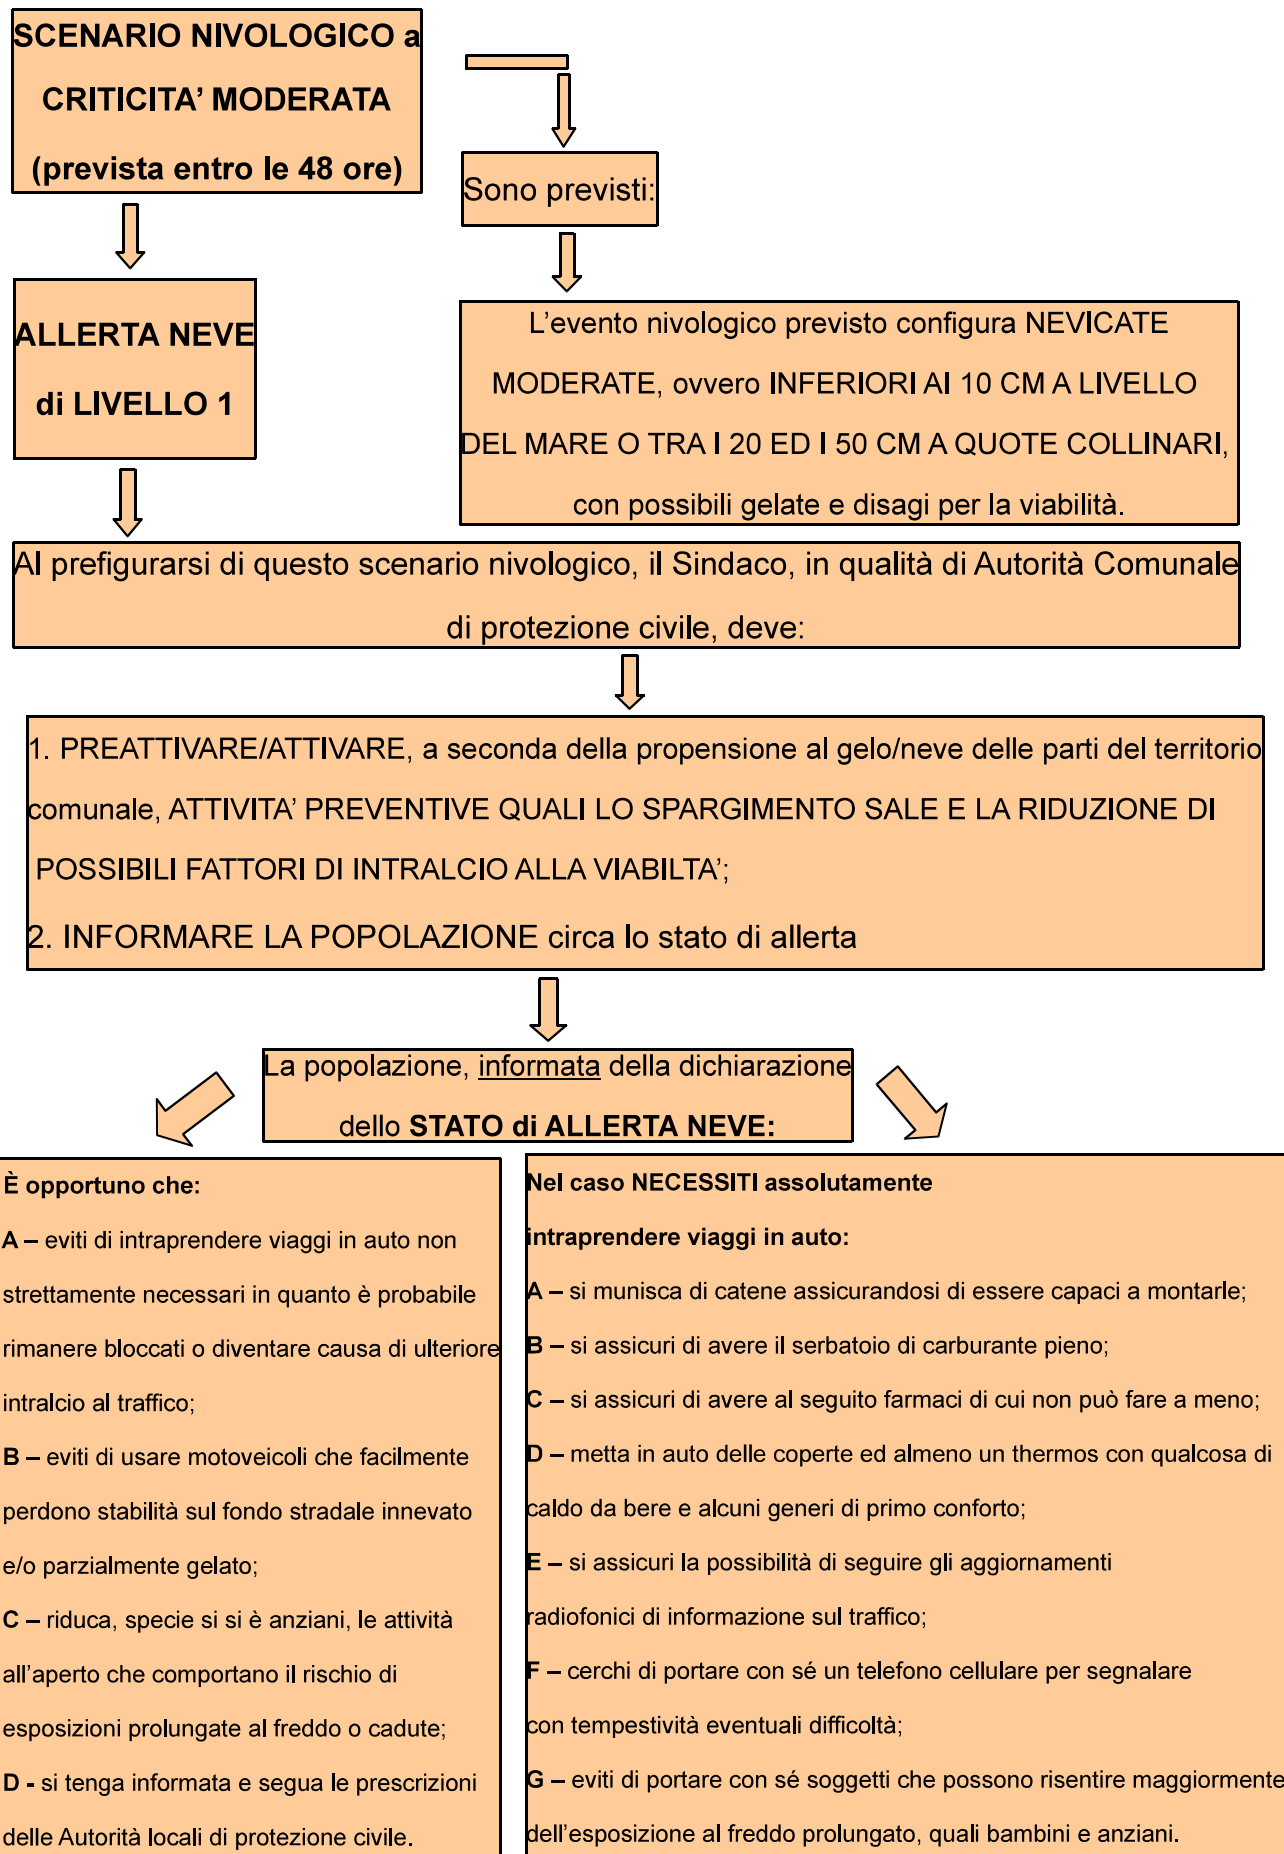 SCENARIO NIVOLOGICO a
CRITICITA’ MODERATA
(prevista entro le 48 ore)
Sono previsti:
ALLERTA NEVE
di LIVELLO 1
L’evento nivologico previsto configura NEVICATE
MODERATE, ovvero INFERIORI AI 10 CM A LIVELLO
DEL MARE O TRA I 20 ED I 50 CM A QUOTE COLLINARI,
con possibili gelate e disagi per la viabilità.
Al prefigurarsi di questo scenario nivologico, il Sindaco, in qualità di Autorità Comunale
di protezione civile, deve:
1. PREATTIVARE/ATTIVARE, a seconda della propensione al gelo/neve delle parti del territorio
comunale, ATTIVITA’ PREVENTIVE QUALI LO SPARGIMENTO SALE E LA RIDUZIONE DI
POSSIBILI FATTORI DI INTRALCIO ALLA VIABILTA’;
2. INFORMARE LA POPOLAZIONE circa lo stato di allerta
La popolazione, informata della dichiarazione
dello STATO di ALLERTA NEVE:
È opportuno che:
A – eviti di intraprendere viaggi in auto non
strettamente necessari in quanto è probabile
rimanere bloccati o diventare causa di ulteriore
intralcio al traffico;
B – eviti di usare motoveicoli che facilmente
perdono stabilità sul fondo stradale innevato
e/o parzialmente gelato;
C – riduca, specie si si è anziani, le attività
all’aperto che comportano il rischio di
esposizioni prolungate al freddo o cadute;
D - si tenga informata e segua le prescrizioni
delle Autorità locali di protezione civile.
Nel caso NECESSITI assolutamente
intraprendere viaggi in auto:
A – si munisca di catene assicurandosi di essere capaci a montarle;
B – si assicuri di avere il serbatoio di carburante pieno;
C – si assicuri di avere al seguito farmaci di cui non può fare a meno;
D – metta in auto delle coperte ed almeno un thermos con qualcosa di
caldo da bere e alcuni generi di primo conforto;
E – si assicuri la possibilità di seguire gli aggiornamenti
radiofonici di informazione sul traffico;
F – cerchi di portare con sé un telefono cellulare per segnalare
con tempestività eventuali difficoltà;
G – eviti di portare con sé soggetti che possono risentire maggiormente
dell’esposizione al freddo prolungato, quali bambini e anziani.